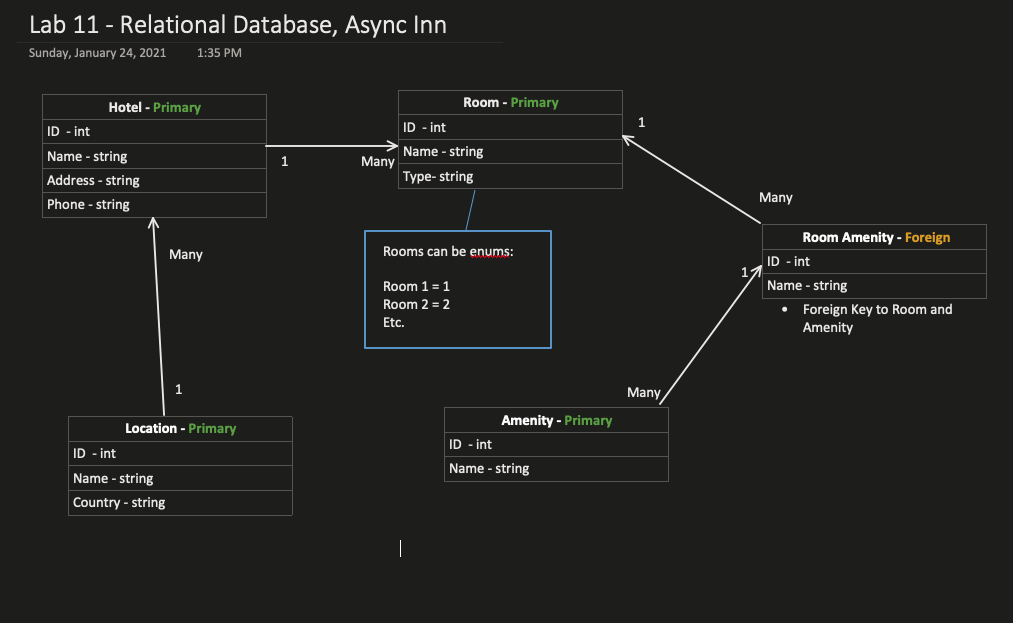 Lab 11 - Relational Database, Async Inn
Sunday, January 24, 2021 1:35 PM
Hotel - Primary
ID - int
Name - string
Address - string
Phone - string
1
Many
Room - Primary
ID - int
Name - string
Type- string
1
Many
Room Amenity - Foreign
ID - int
Name - string
• Foreign Key to Room and
Amenity
Rooms can be enums:
Room 1 = 1
Room 2 = 2
Etc.
Many
1
Location - Primary
ID - int
Name - string
Country - string
1
Many
Amenity - Primary
ID - int
Name - string